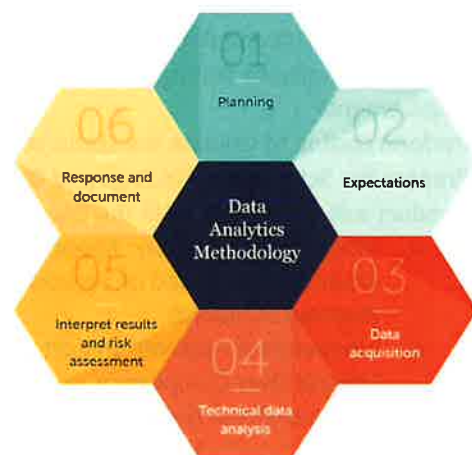 01
Planning
02
Expectations
03
Data
acquisition
04
Technical data
analysis
05
Interpret results
and risk
assessment
06
Response and
document
Data
Analytics
Methodology